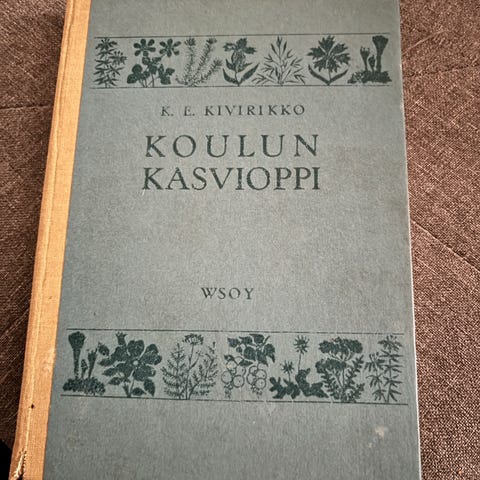 K. E. KIVIRIKKO
KOULUN
KASVIOPPI
WSOY